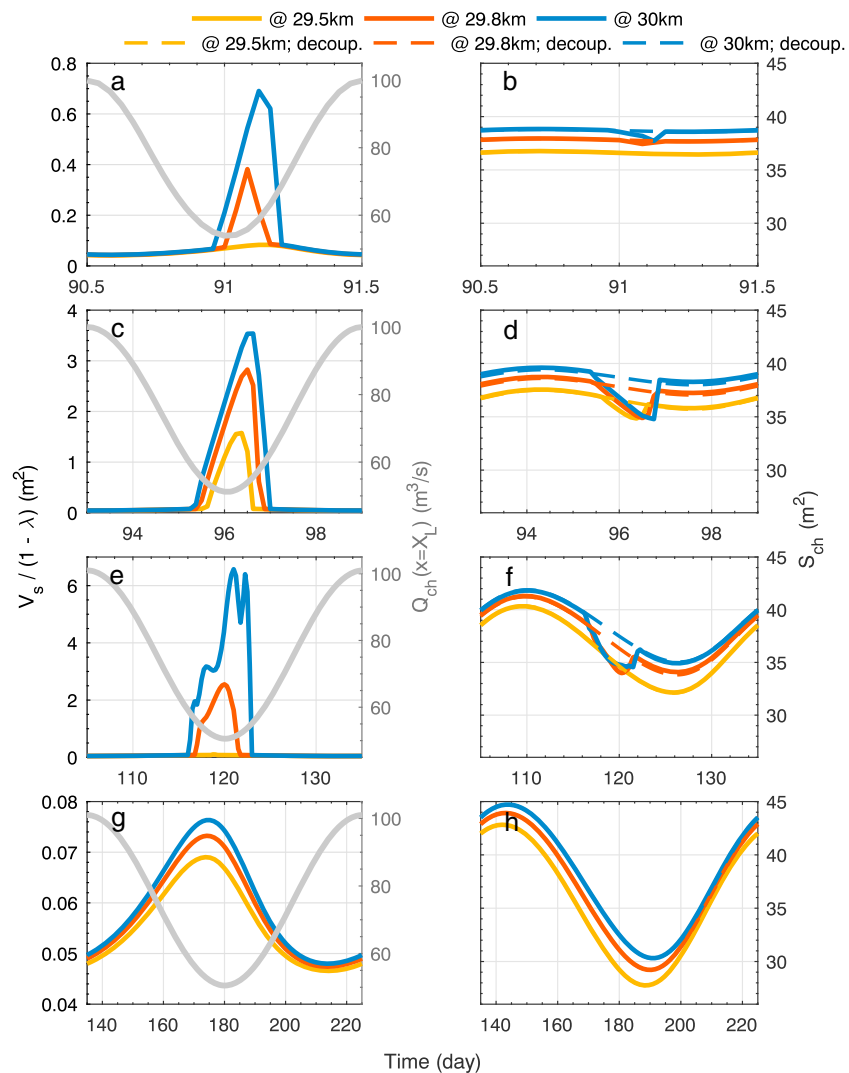 @ 29.5km @ 29.8km @ 30km
@ 29.5km; decoup. @ 29.8km; decoup. @ 30km; decoup.
a
0.8
0.6
0.4
0.2
0
100
80
60
90.5 91 91.5
b
45
40
35
30
90.5 91 91.5
c
4
3
2
1
0
100
80
60
94 96 98
d
45
40
35
30
94 96 98
e
6
4
2
0
100
80
60
110 120 130
f
45
40
35
30
110 120 130
g
0.08
0.07
0.06
0.05
0.04
100
80
60
140 160 180 200 220
h
45
40
35
30
140 160 180 200 220
V_s / (1 - λ) (m²)
Q_ch(x=X_L) (m³/s)
S_ch (m²)
Time (day)